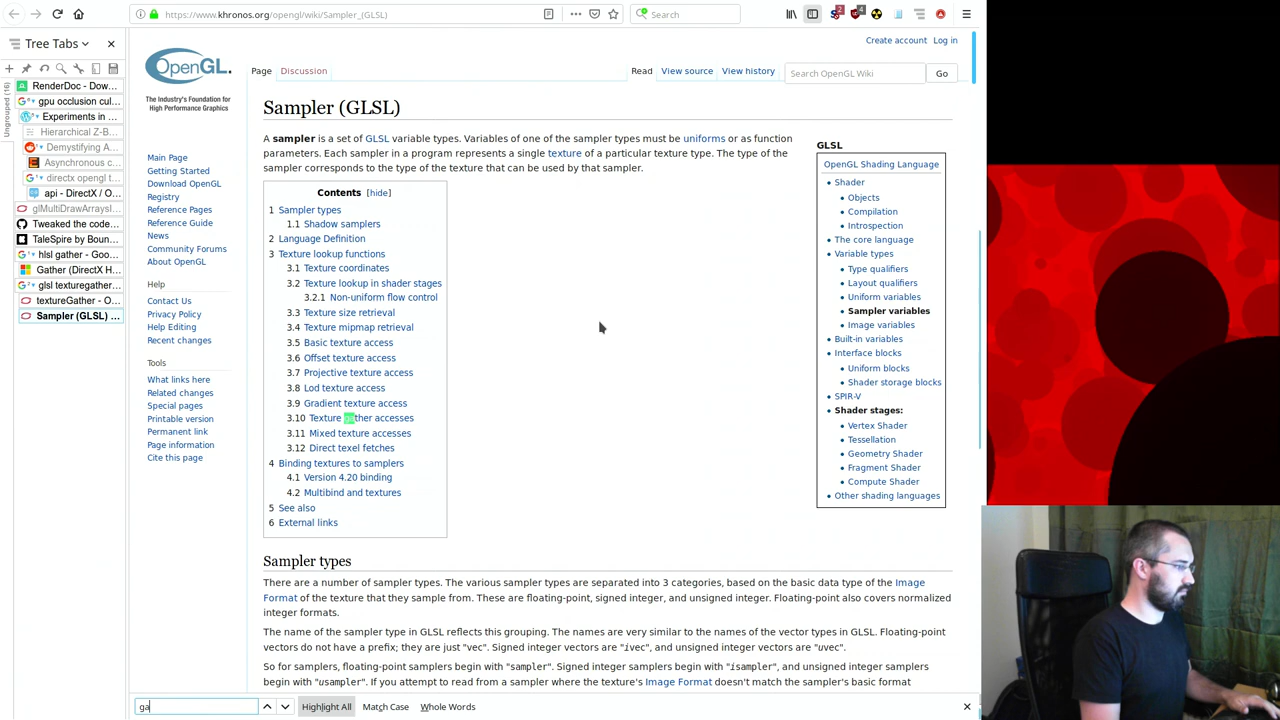 https://www.khronos.org/opengl/wiki/Sampler_(GLSL)
Search
2
4
Tree Tabs
Ungrouped (16)
RenderDoc - Dow...
gpu occlusion cul...
Experiments in ...
Hierarchical Z-B...
Demystifying A...
Asynchronous c...
directx opengl t...
api - DirectX / O...
glMultiDrawArraysI...
Tweaked the code...
TaleSpire by Boun...
hlsl gather - Goo...
Gather (DirectX H...
glsl texturegather...
textureGather - O...
Sampler (GLSL) ...
OpenGL.
The Industry's Foundation for
High Performance Graphics
Main Page
Getting Started
Download OpenGL
Registry
Reference Pages
Reference Guide
News
Community Forums
About OpenGL
Help
Contact Us
Privacy Policy
Help Editing
Recent changes
Tools
What links here
Related changes
Special pages
Printable version
Permanent link
Page information
Cite this page
Create account Log in
Page Discussion
Read View source View history
Search OpenGL Wiki
Go
Sampler (GLSL)
A sampler is a set of GLSL variable types. Variables of one of the sampler types must be uniforms or as function
parameters. Each sampler in a program represents a single texture of a particular texture type. The type of the
sampler corresponds to the type of the texture that can be used by that sampler.
Contents [hide]
1 Sampler types
1.1 Shadow samplers
2 Language Definition
3 Texture lookup functions
3.1 Texture coordinates
3.2 Texture lookup in shader stages
3.2.1 Non-uniform flow control
3.3 Texture size retrieval
3.4 Texture mipmap retrieval
3.5 Basic texture access
3.6 Offset texture access
3.7 Projective texture access
3.8 Lod texture access
3.9 Gradient texture access
3.10 Texture gather accesses
3.11 Mixed texture accesses
3.12 Direct texel fetches
4 Binding textures to samplers
4.1 Version 4.20 binding
4.2 Multibind and textures
5 See also
6 External links
GLSL
OpenGL Shading Language
Shader
Objects
Compilation
Introspection
The core language
Variable types
Type qualifiers
Layout qualifiers
Uniform variables
Sampler variables
Image variables
Built-in variables
Interface blocks
Uniform blocks
Shader storage blocks
SPIR-V
Shader stages:
Vertex Shader
Tessellation
Geometry Shader
Fragment Shader
Compute Shader
Other shading languages
Sampler types
There are a number of sampler types. The various sampler types are separated into 3 categories, based on the basic data type of the Image
Format of the texture that they sample from. These are floating-point, signed integer, and unsigned integer. Floating-point also covers normalized
integer formats.
The name of the sampler type in GLSL reflects this grouping. The names are very similar to the names of the vector types in GLSL. Floating-point
vectors do not have a prefix; they are just "vec". Signed integer vectors are "ivec", and unsigned integer vectors are "uvec".
So for samplers, floating-point samplers begin with "sampler". Signed integer samplers begin with "isampler", and unsigned integer samplers
begin with "usampler". If you attempt to read from a sampler where the texture's Image Format doesn't match the sampler's basic format
ga
Highlight All Match Case Whole Words